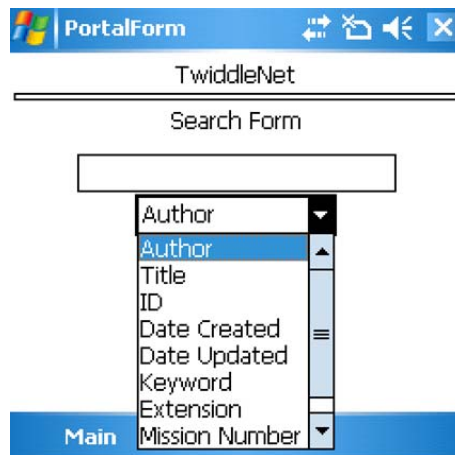 PortalForm
TwiddleNet
Search Form
Author
Author
Title
ID
Date Created
Date Updated
Keyword
Extension
Main Mission Number